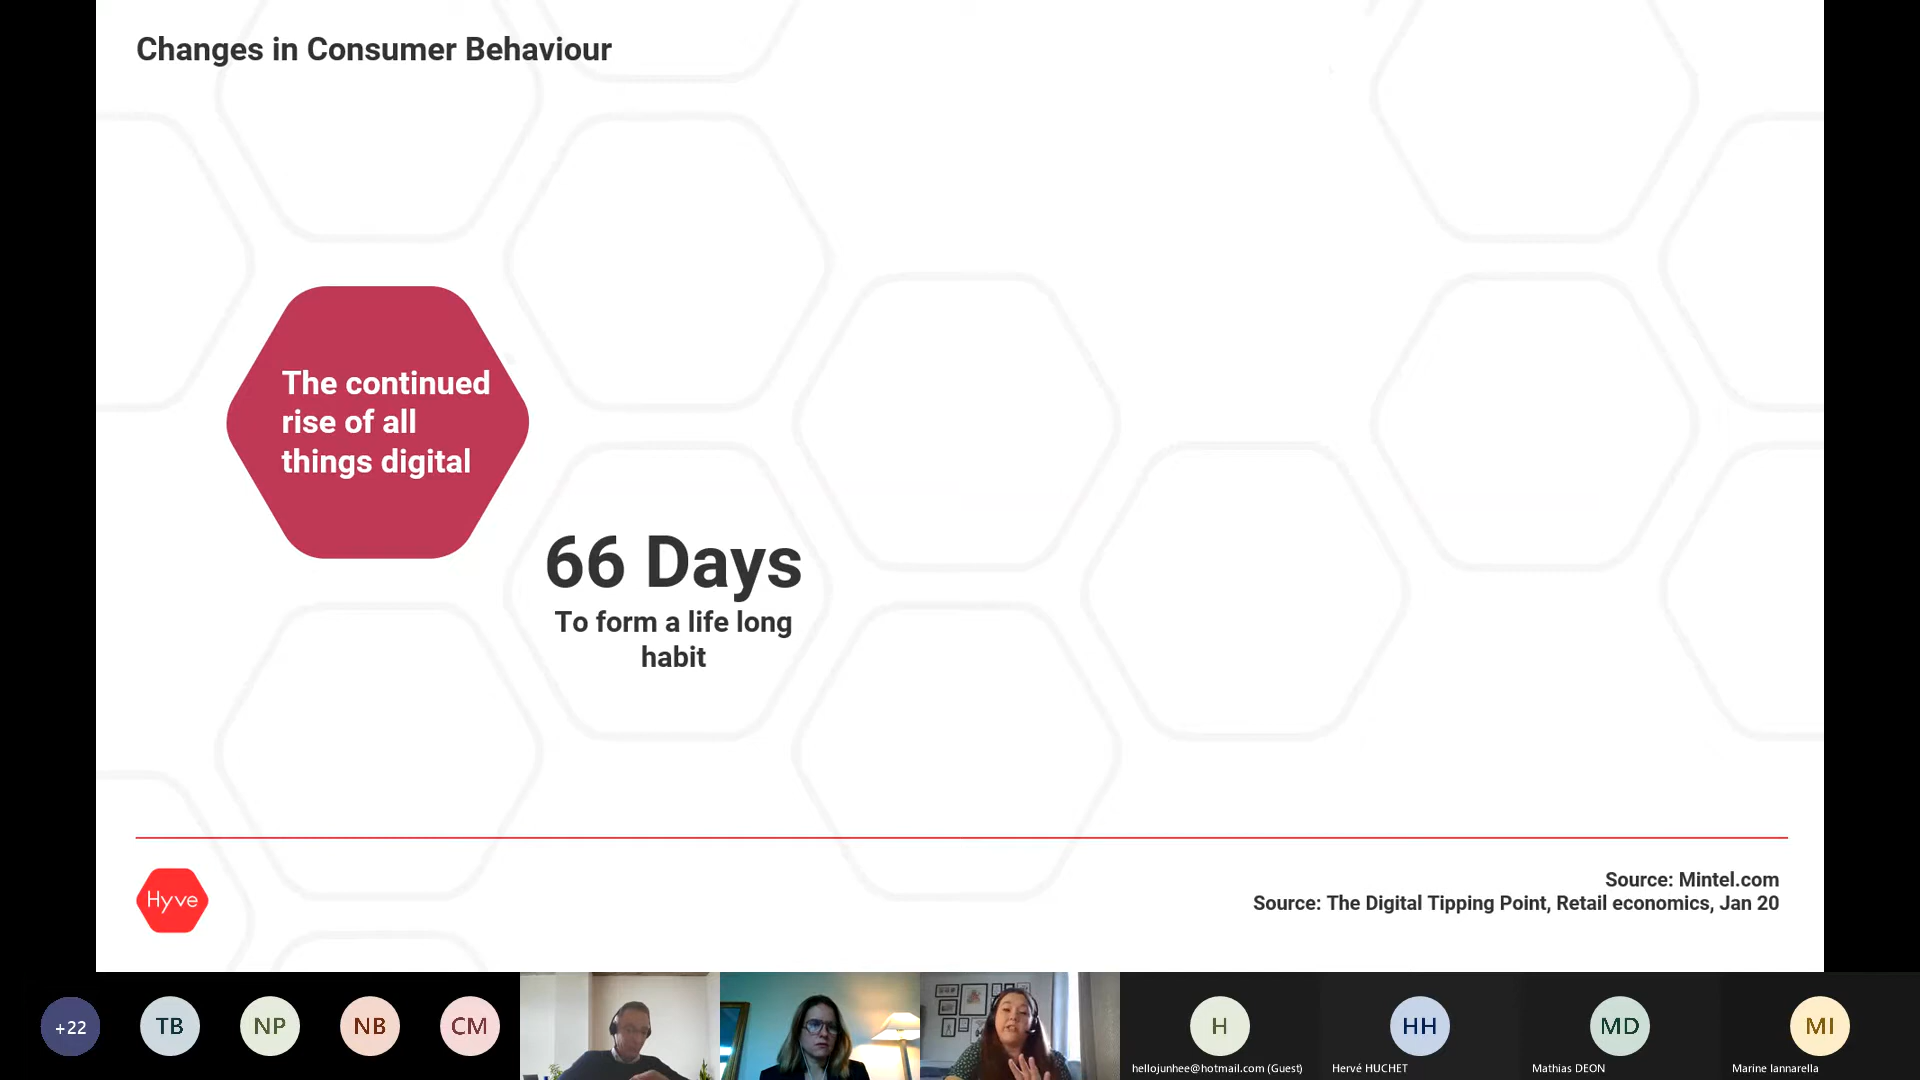 Changes in Consumer Behaviour
The continued
rise of all
things digital
66 Days
To form a life long
habit
Hyve
Source: Mintel.com
Source: The Digital Tipping Point, Retail economics, Jan 20
+22
TB
NP
NB
CM
H
HH
MD
MI
hellojunhee@hotmail.com (Guest)
Hervé HUCHET
Mathias DEON
Marine Iannarella